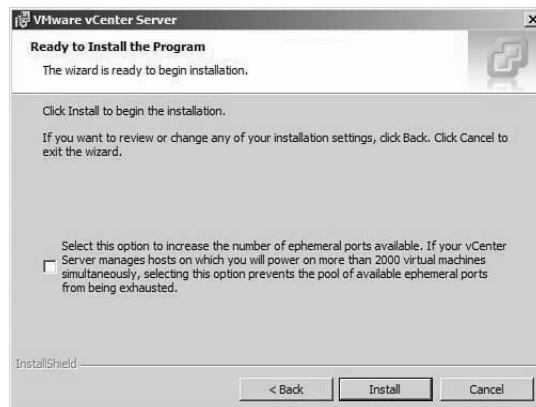 VMware vCenter Server
Ready to Install the Program
The wizard is ready to begin installation.
Click Install to begin the installation.
If you want to review or change any of your installation settings, click Back. Click Cancel to
exit the wizard.
Select this option to increase the number of ephemeral ports available. If your vCenter
Server manages hosts on which you will power on more than 2000 virtual machines
simultaneously, selecting this option prevents the pool of available ephemeral ports
from being exhausted.
InstallShield
< Back
Install
Cancel